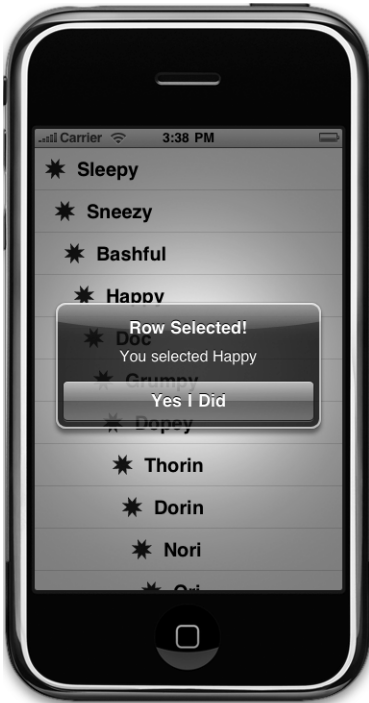 Carrier 3:38 PM
Sleepy
Sneezy
Bashful
Happy
Doc
Row Selected!
You selected Happy
Grumpy
Yes I Did
Dopey
Thorin
Dorin
Nori
Ori